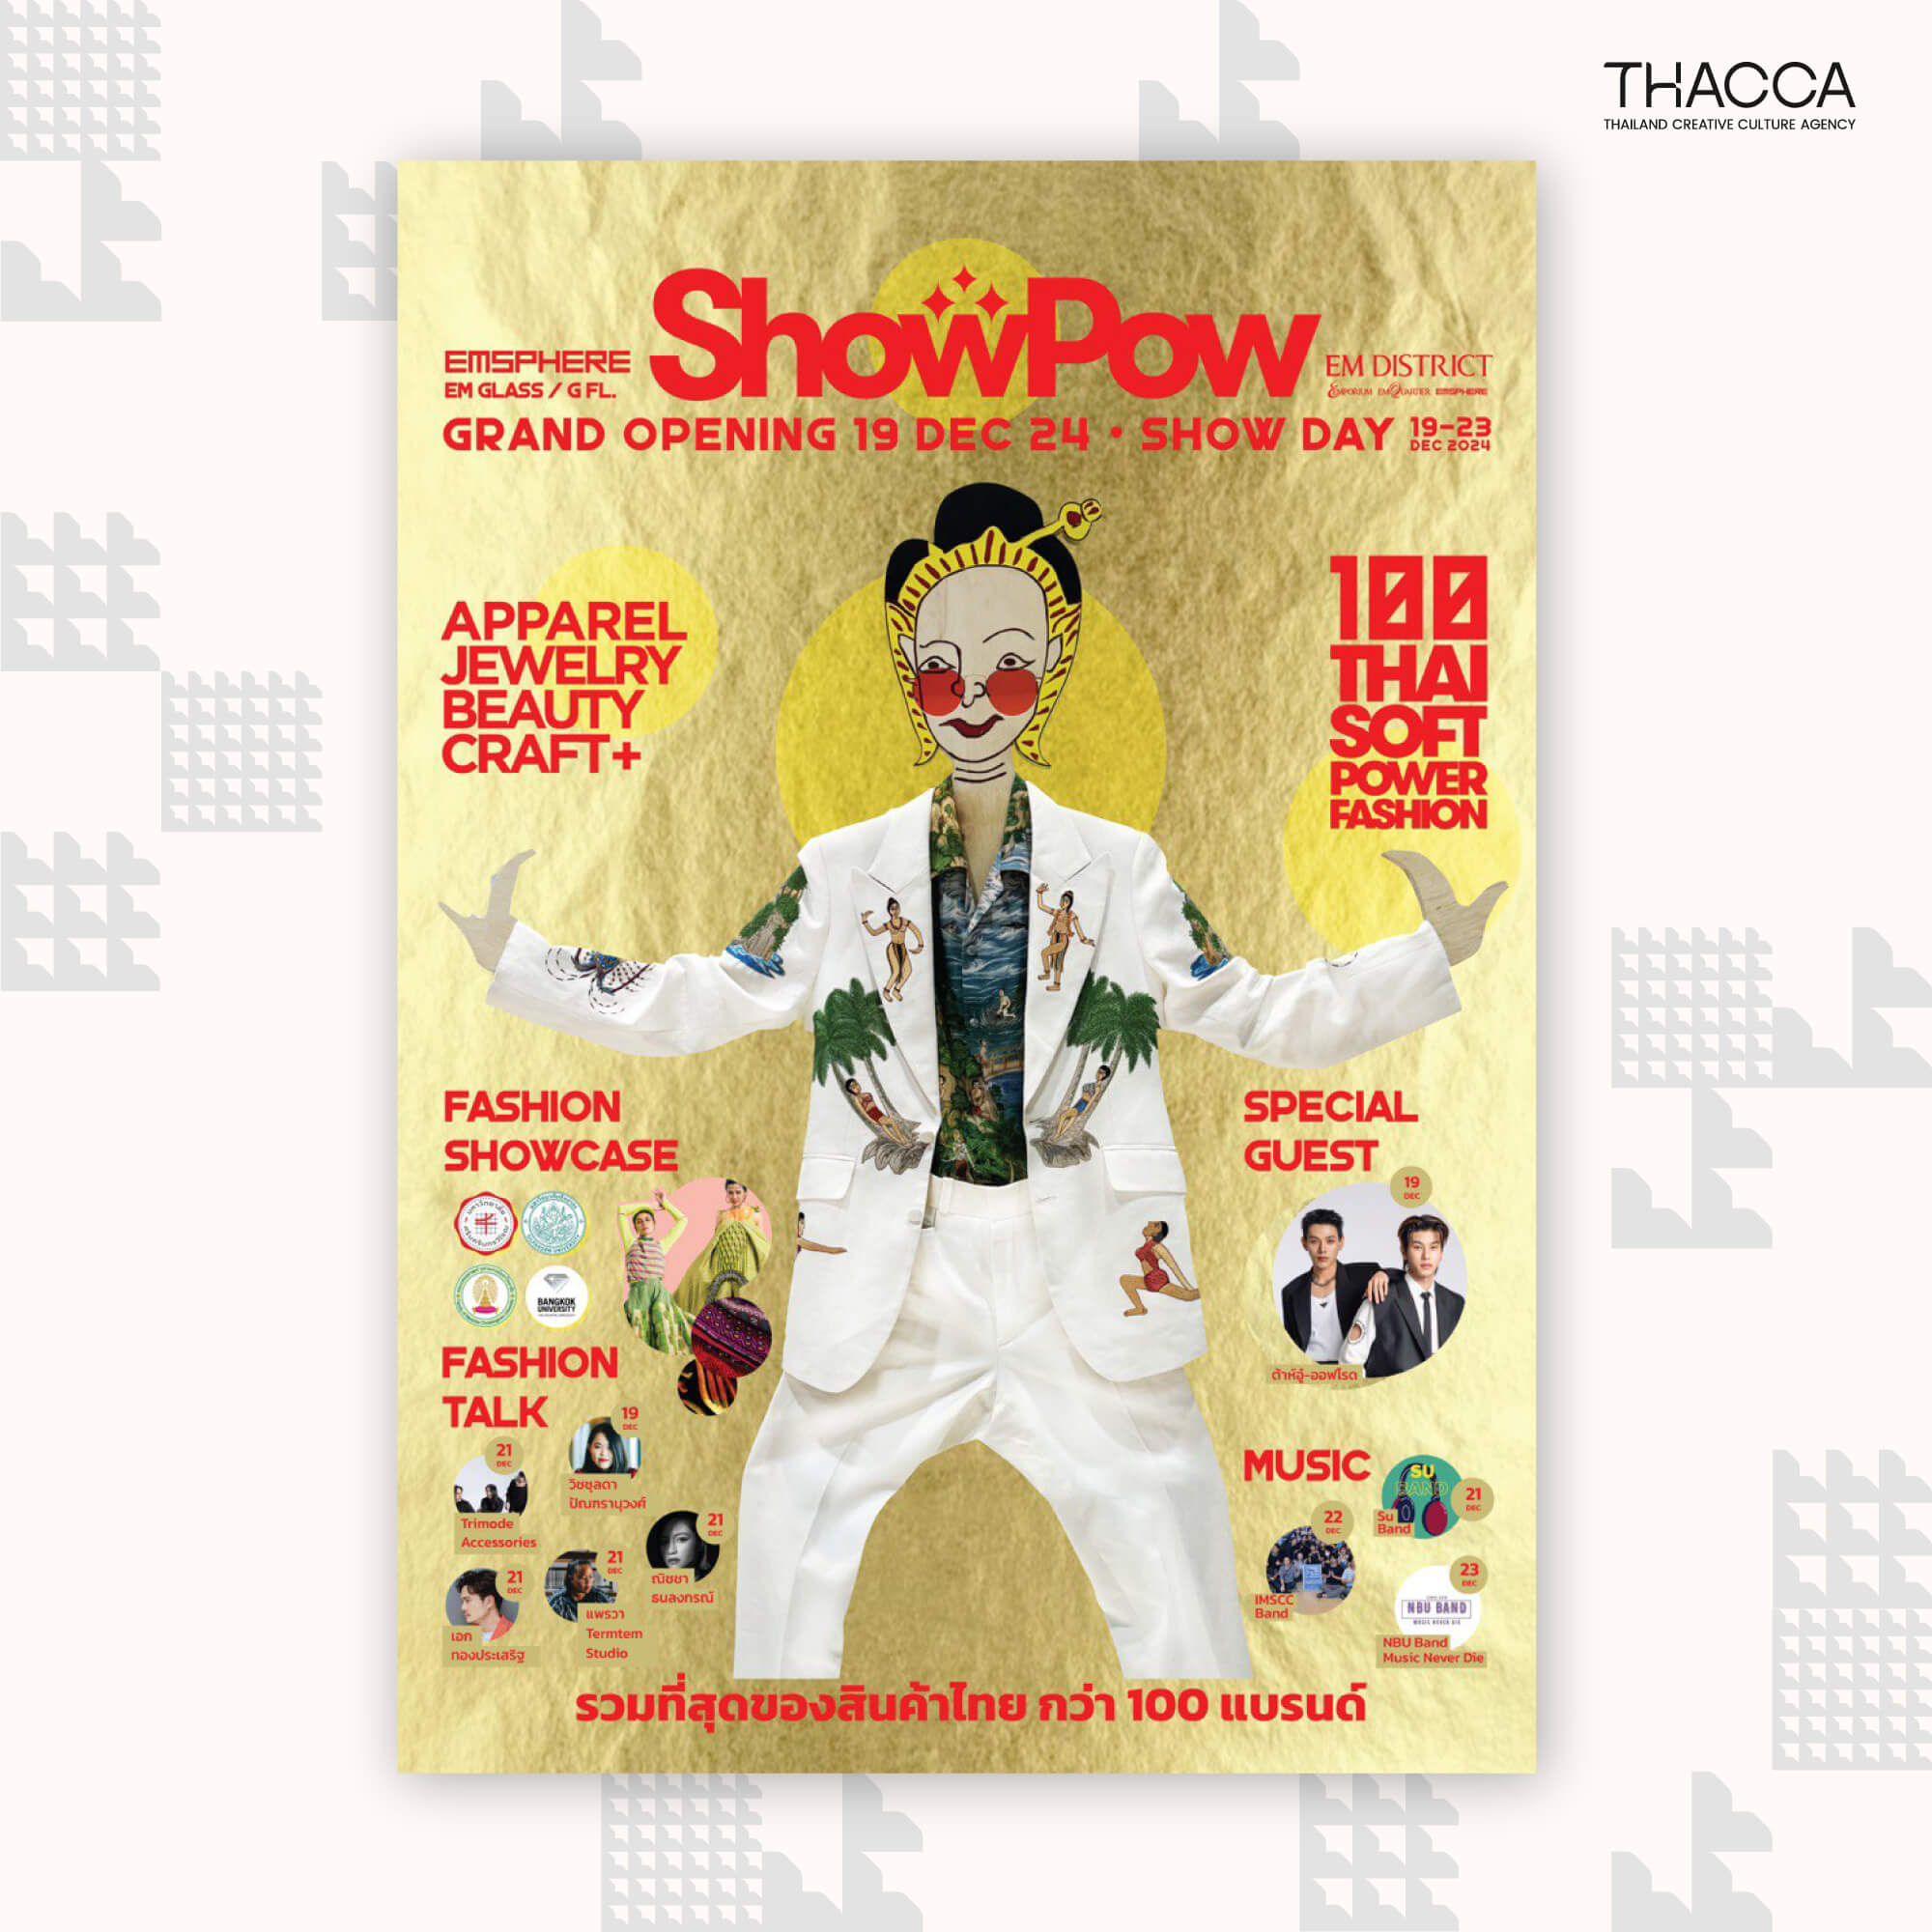 THACCA
THAILAND CREATIVE CULTURE AGENCY
ShowPow
EMSPHERE
EM GLASS / G FL.
EM DISTRICT
EMPORIUM EMQUARTIER EMSPHERE
GRAND OPENING 19 DEC 24 • SHOW DAY 19-23
DEC 2024
APPAREL
JEWELRY
BEAUTY
CRAFT+
100
THAI
SOFT
POWER
FASHION
FASHION
SHOWCASE
SILPAKORN UNIVERSITY
BANGKOK
UNIVERSITY
SPECIAL
GUEST
19
DEC
ต้าห์อู๋-ออฟโรด
FASHION
TALK
19
DEC
วิชชุลดา
ปัณฑรานุวงศ์
21
DEC
Trimode
Accessories
21
DEC
ณิชชา
ธนลงกรณ์
21
DEC
แพรวา
Termtem
Studio
21
DEC
เอก
ทองประเสริฐ
MUSIC
SU
BAND
21
DEC
Su
Band
22
DEC
IMSCC
Band
23
DEC
NBU BAND
MUSIC NEVER DIE
NBU Band
Music Never Die
รวมที่สุดของสินค้าไทย กว่า 100 แบรนด์